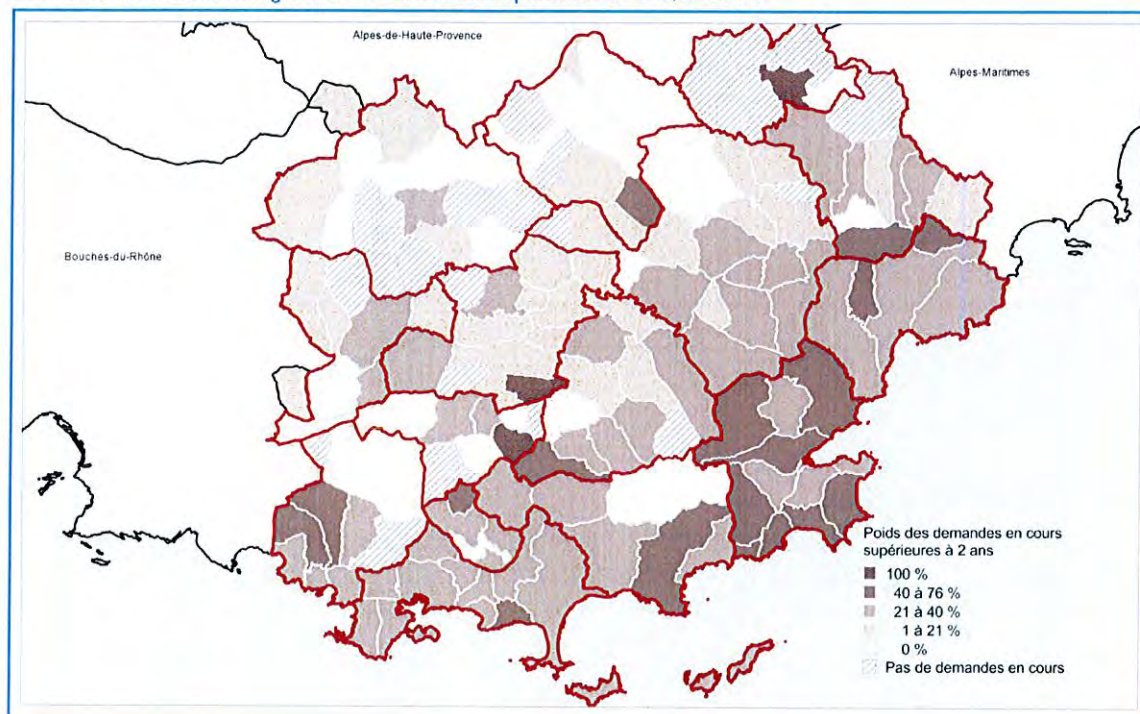 Alpes-de-Haute-Provence
Alpes-Maritimes
Bouches-du-Rhône
Poids des demandes en cours
supérieures à 2 ans
100 %
40 à 76 %
21 à 40 %
1 à 21 %
0 %
Pas de demandes en cours